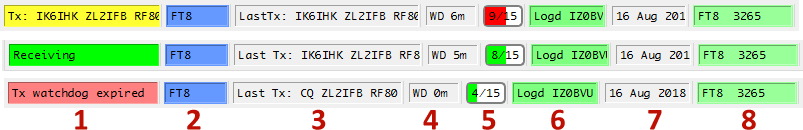 Tx: IK6IHK ZL2IFB RF80 FT8 LastTx: IK6IHK ZL2IFB RF80 WD 6m 9/15 Logd IZ0BV 16 Aug 201 FT8 3265
Receiving FT8 Last Tx: IK6IHK ZL2IFB RF8 WD 5m 8/15 Logd IZ0BVU 16 Aug 201 FT8 3265
Tx watchdog expired FT8 Last Tx: CQ ZL2IFB RF80 WD 0m 4/15 Logd IZ0BVU 16 Aug 2018 FT8 3265
1 2 3 4 5 6 7 8